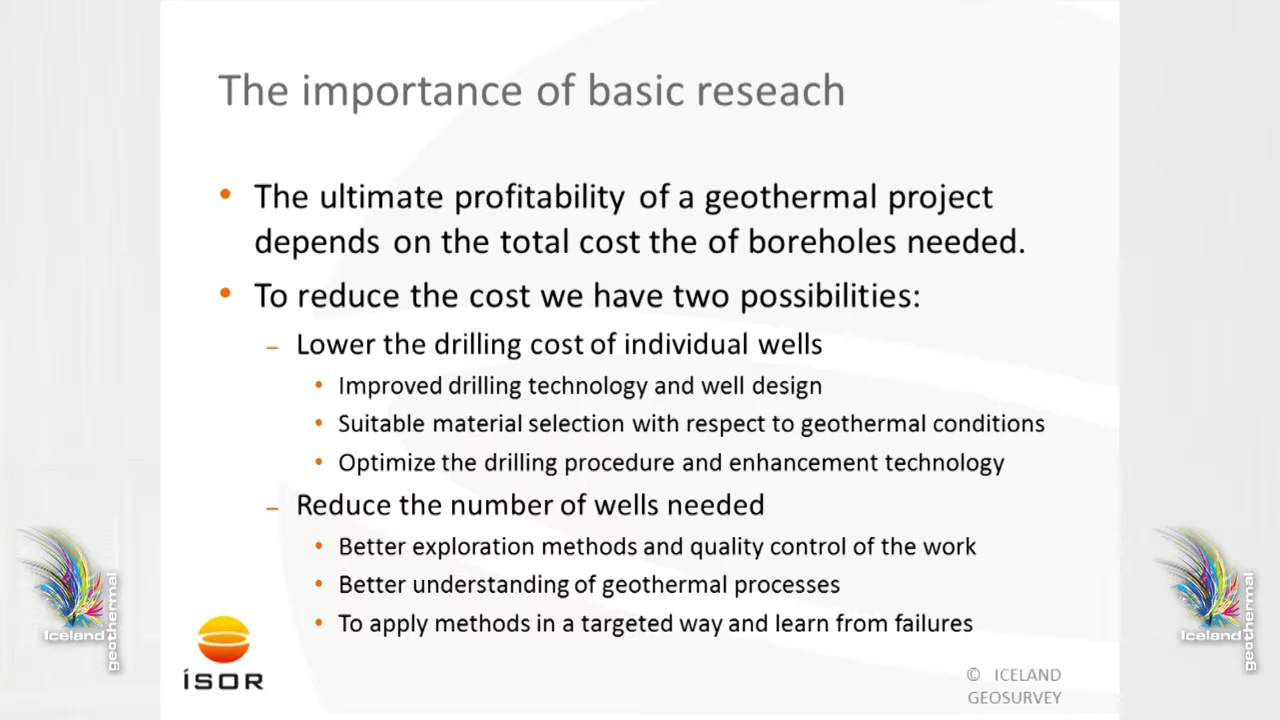 The importance of basic reseach
• The ultimate profitability of a geothermal project
depends on the total cost the of boreholes needed.
• To reduce the cost we have two possibilities:
– Lower the drilling cost of individual wells
• Improved drilling technology and well design
• Suitable material selection with respect to geothermal conditions
• Optimize the drilling procedure and enhancement technology
– Reduce the number of wells needed
• Better exploration methods and quality control of the work
• Better understanding of geothermal processes
• To apply methods in a targeted way and learn from failures
Iceland
geothermal
ÍSOR
© ICELAND
GEOSURVEY
Iceland
geothermal